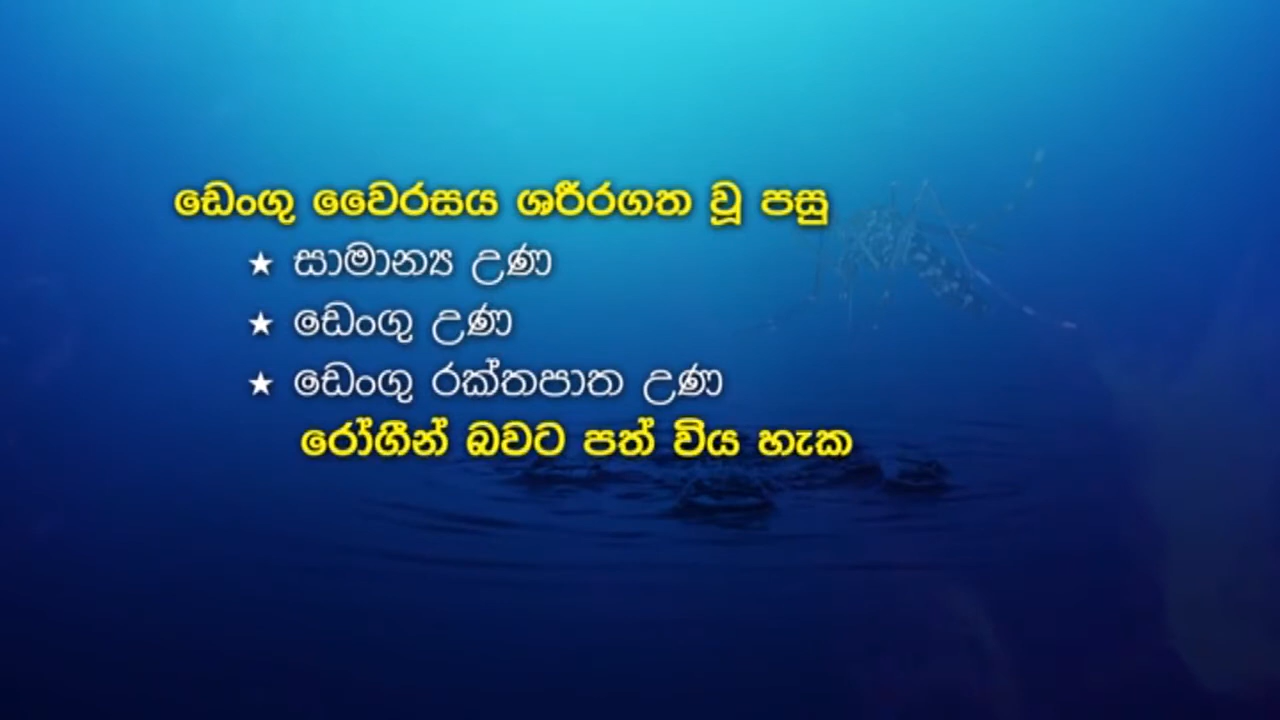 ඩෙංගු වෛරසය ශරීරගත වූ පසු
★ සාමාන්‍ය උණ
★ ඩෙංගු උණ
★ ඩෙංගු රක්තපාත උණ
රෝගීන් බවට පත් විය හැක